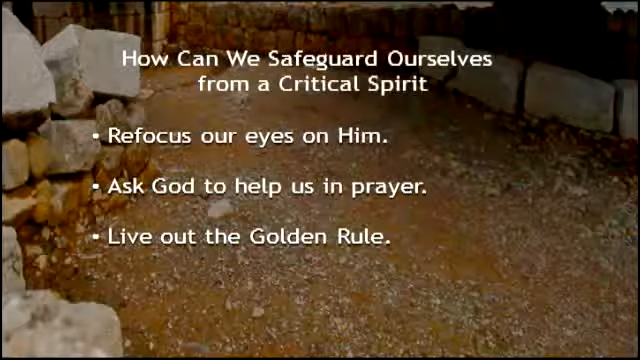 How Can We Safeguard Ourselves
from a Critical Spirit
• Refocus our eyes on Him.
• Ask God to help us in prayer.
• Live out the Golden Rule.